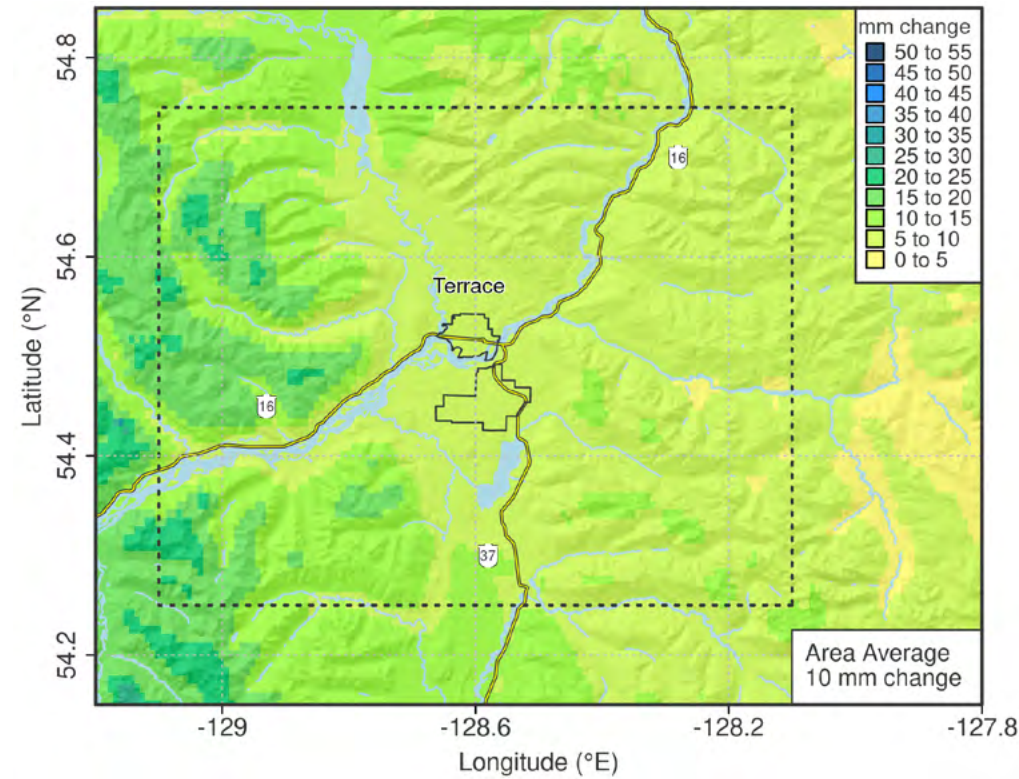 mm change
50 to 55
45 to 50
40 to 45
35 to 40
30 to 35
25 to 30
20 to 25
15 to 20
10 to 15
5 to 10
0 to 5
54.8
16
54.6
Terrace
Latitude (°N)
16
54.4
37
54.2
Area Average
10 mm change
-129
-128.6
-128.2
-127.8
Longitude (°E)